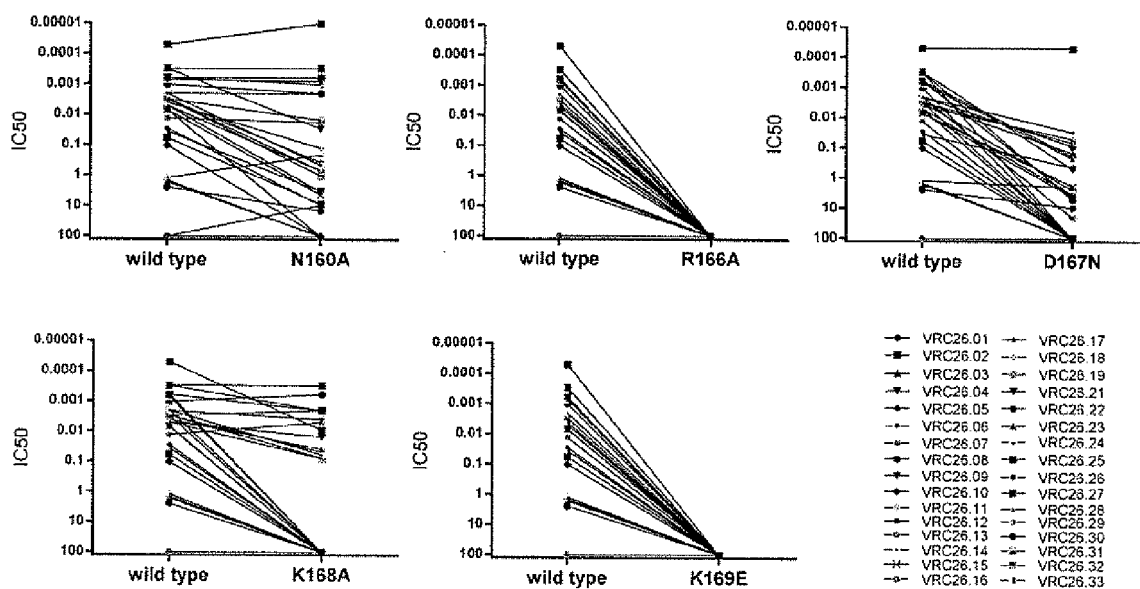 0.00001
0.0001
0.001
0.01
0.1
1
10
100
IC50
wild type
N160A
0.00001
0.0001
0.001
0.01
0.1
1
10
100
IC50
wild type
R166A
0.00001
0.0001
0.001
0.01
0.1
1
10
100
IC50
wild type
D167N
0.00001
0.0001
0.001
0.01
0.1
1
10
100
IC50
wild type
K168A
0.00001
0.0001
0.001
0.01
0.1
1
10
100
IC50
wild type
K169E
VRC26.01
VRC26.02
VRC26.03
VRC26.04
VRC26.05
VRC26.06
VRC26.07
VRC26.08
VRC26.09
VRC26.10
VRC26.11
VRC26.12
VRC26.13
VRC26.14
VRC26.15
VRC26.16
VRC26.17
VRC26.18
VRC26.19
VRC26.21
VRC26.22
VRC26.23
VRC26.24
VRC26.25
VRC26.26
VRC26.27
VRC26.28
VRC26.29
VRC26.30
VRC26.31
VRC26.32
VRC26.33